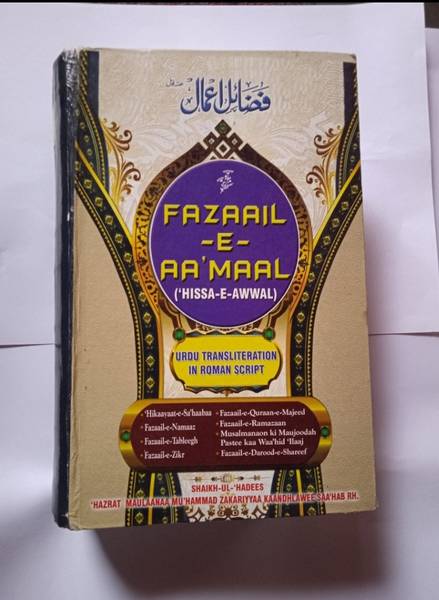 فضائل اعمال
FAZAAIL
-E-
AA'MAAL
('HISSA-E-AWWAL)
URDU TRANSLITERATION
IN ROMAN SCRIPT
• 'Hikaayaat-e-Sa'haabaa
• Fazaail-e-Namaaz
• Fazaail-e-Tableegh
• Fazaail-e-Zikr
• Fazaail-e-Quraan-e-Majeed
• Fazaail-e-Ramazaan
• Musalmanaon ki Maujoodah
Pastee kaa Waa'hid 'Ilaaj
• Fazaail-e-Darood-e-Shareef
SHAIKH-UL-'HADEES
'HAZRAT MAULAANAA MU'HAMMAD ZAKARIYYAA KAANDHLAWEE SAA'HAB RH.